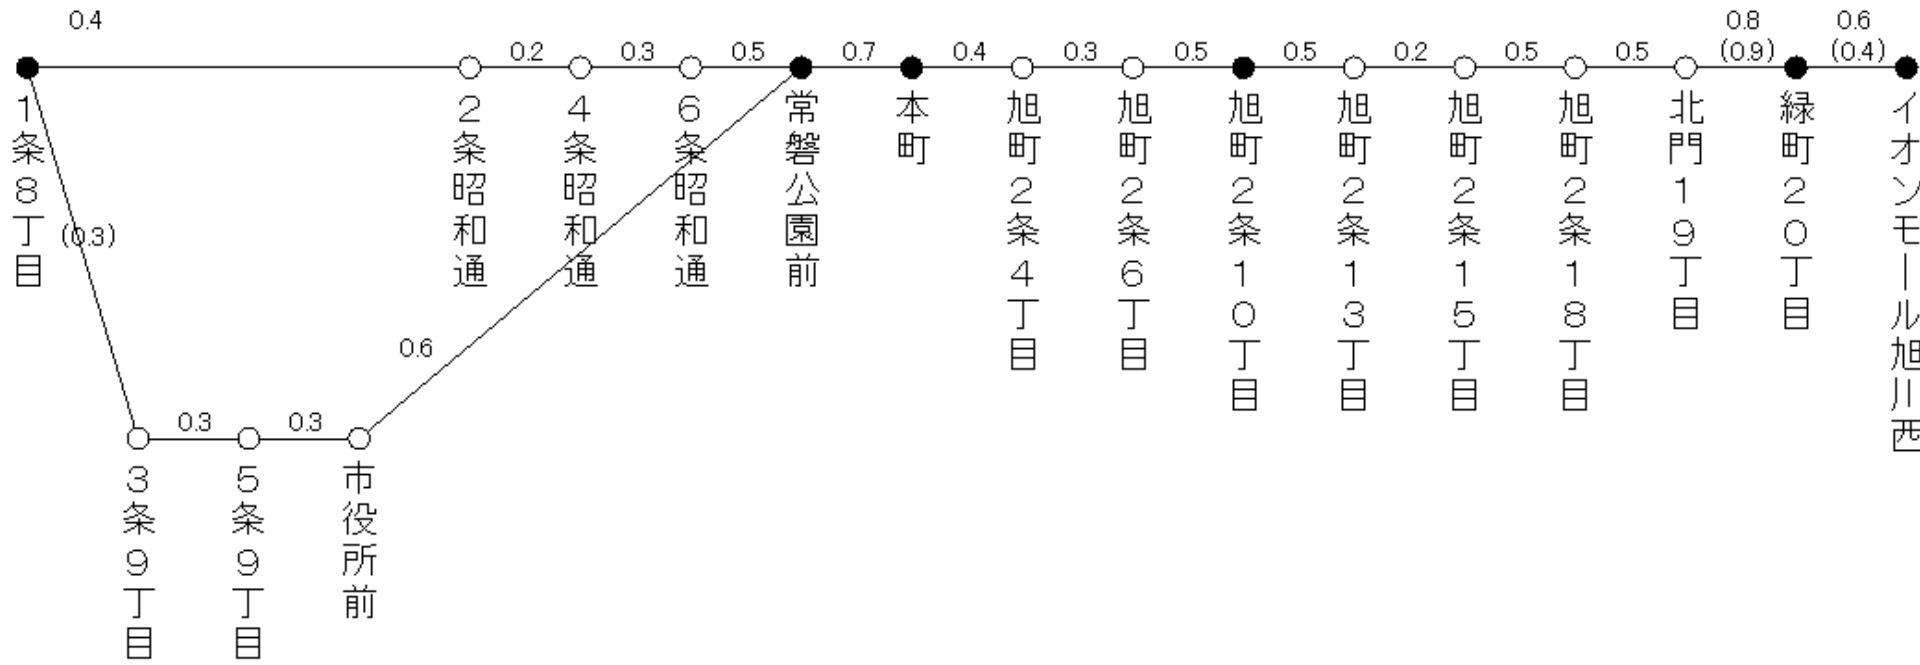 0.4
0.2
0.3
0.5
0.7
0.4
0.3
0.5
0.5
0.2
0.5
0.5
0.8
(0.9)
0.6
(0.4)
1条8丁目
2条昭和通
4条昭和通
6条昭和通
常磐公園前
本町
旭町2条4丁目
旭町2条6丁目
旭町2条10丁目
旭町2条13丁目
旭町2条15丁目
旭町2条18丁目
北門19丁目
緑町20丁目
イオンモール旭川西
(0.3)
0.6
0.3
0.3
3条9丁目
5条9丁目
市役所前